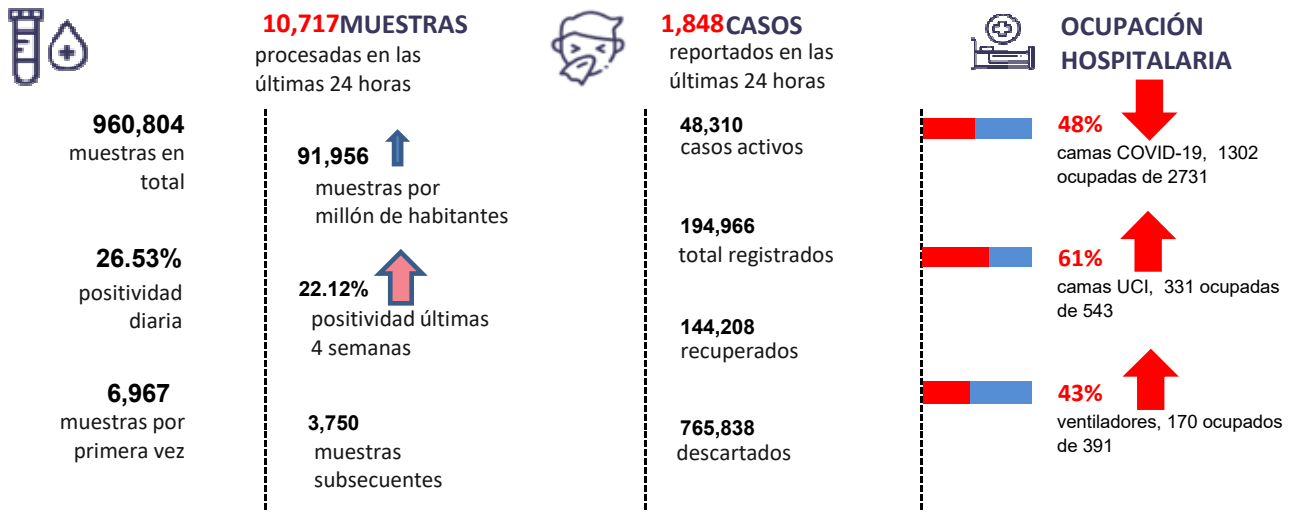 10,717 MUESTRAS
procesadas en las
últimas 24 horas
960,804
muestras en
total
26.53%
positividad
diaria
6,967
muestras por
primera vez
91,956
muestras por
millón de habitantes
22.12%
positividad últimas
4 semanas
3,750
muestras
subsecuentes
1,848 CASOS
reportados en las
últimas 24 horas
48,310
casos activos
194,966
total registrados
144,208
recuperados
765,838
descartados
OCUPACIÓN
HOSPITALARIA
48%
camas COVID-19, 1302
ocupadas de 2731
61%
camas UCI, 331 ocupadas
de 543
43%
ventiladores, 170 ocupados
de 391